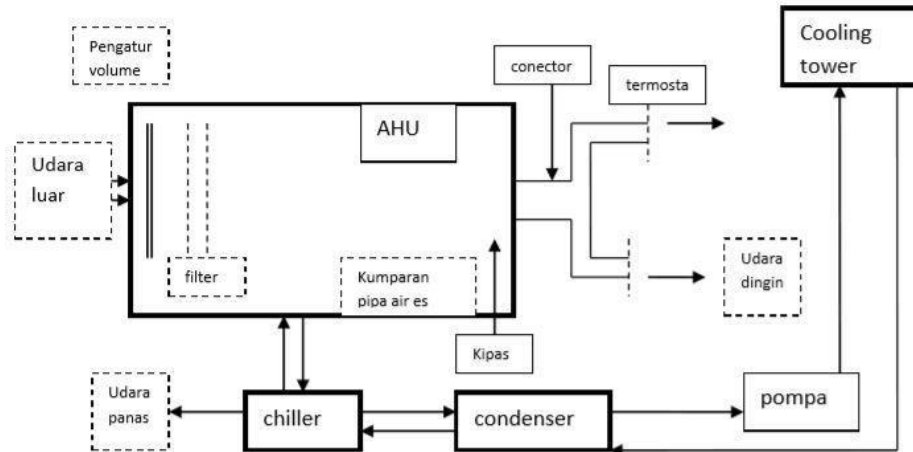 Pengatur
volume
conector
termosta
Cooling
tower
AHU
Udara
luar
filter
Kumparan
pipa air es
Udara
dingin
Kipas
Udara
panas
chiller
condenser
pompa